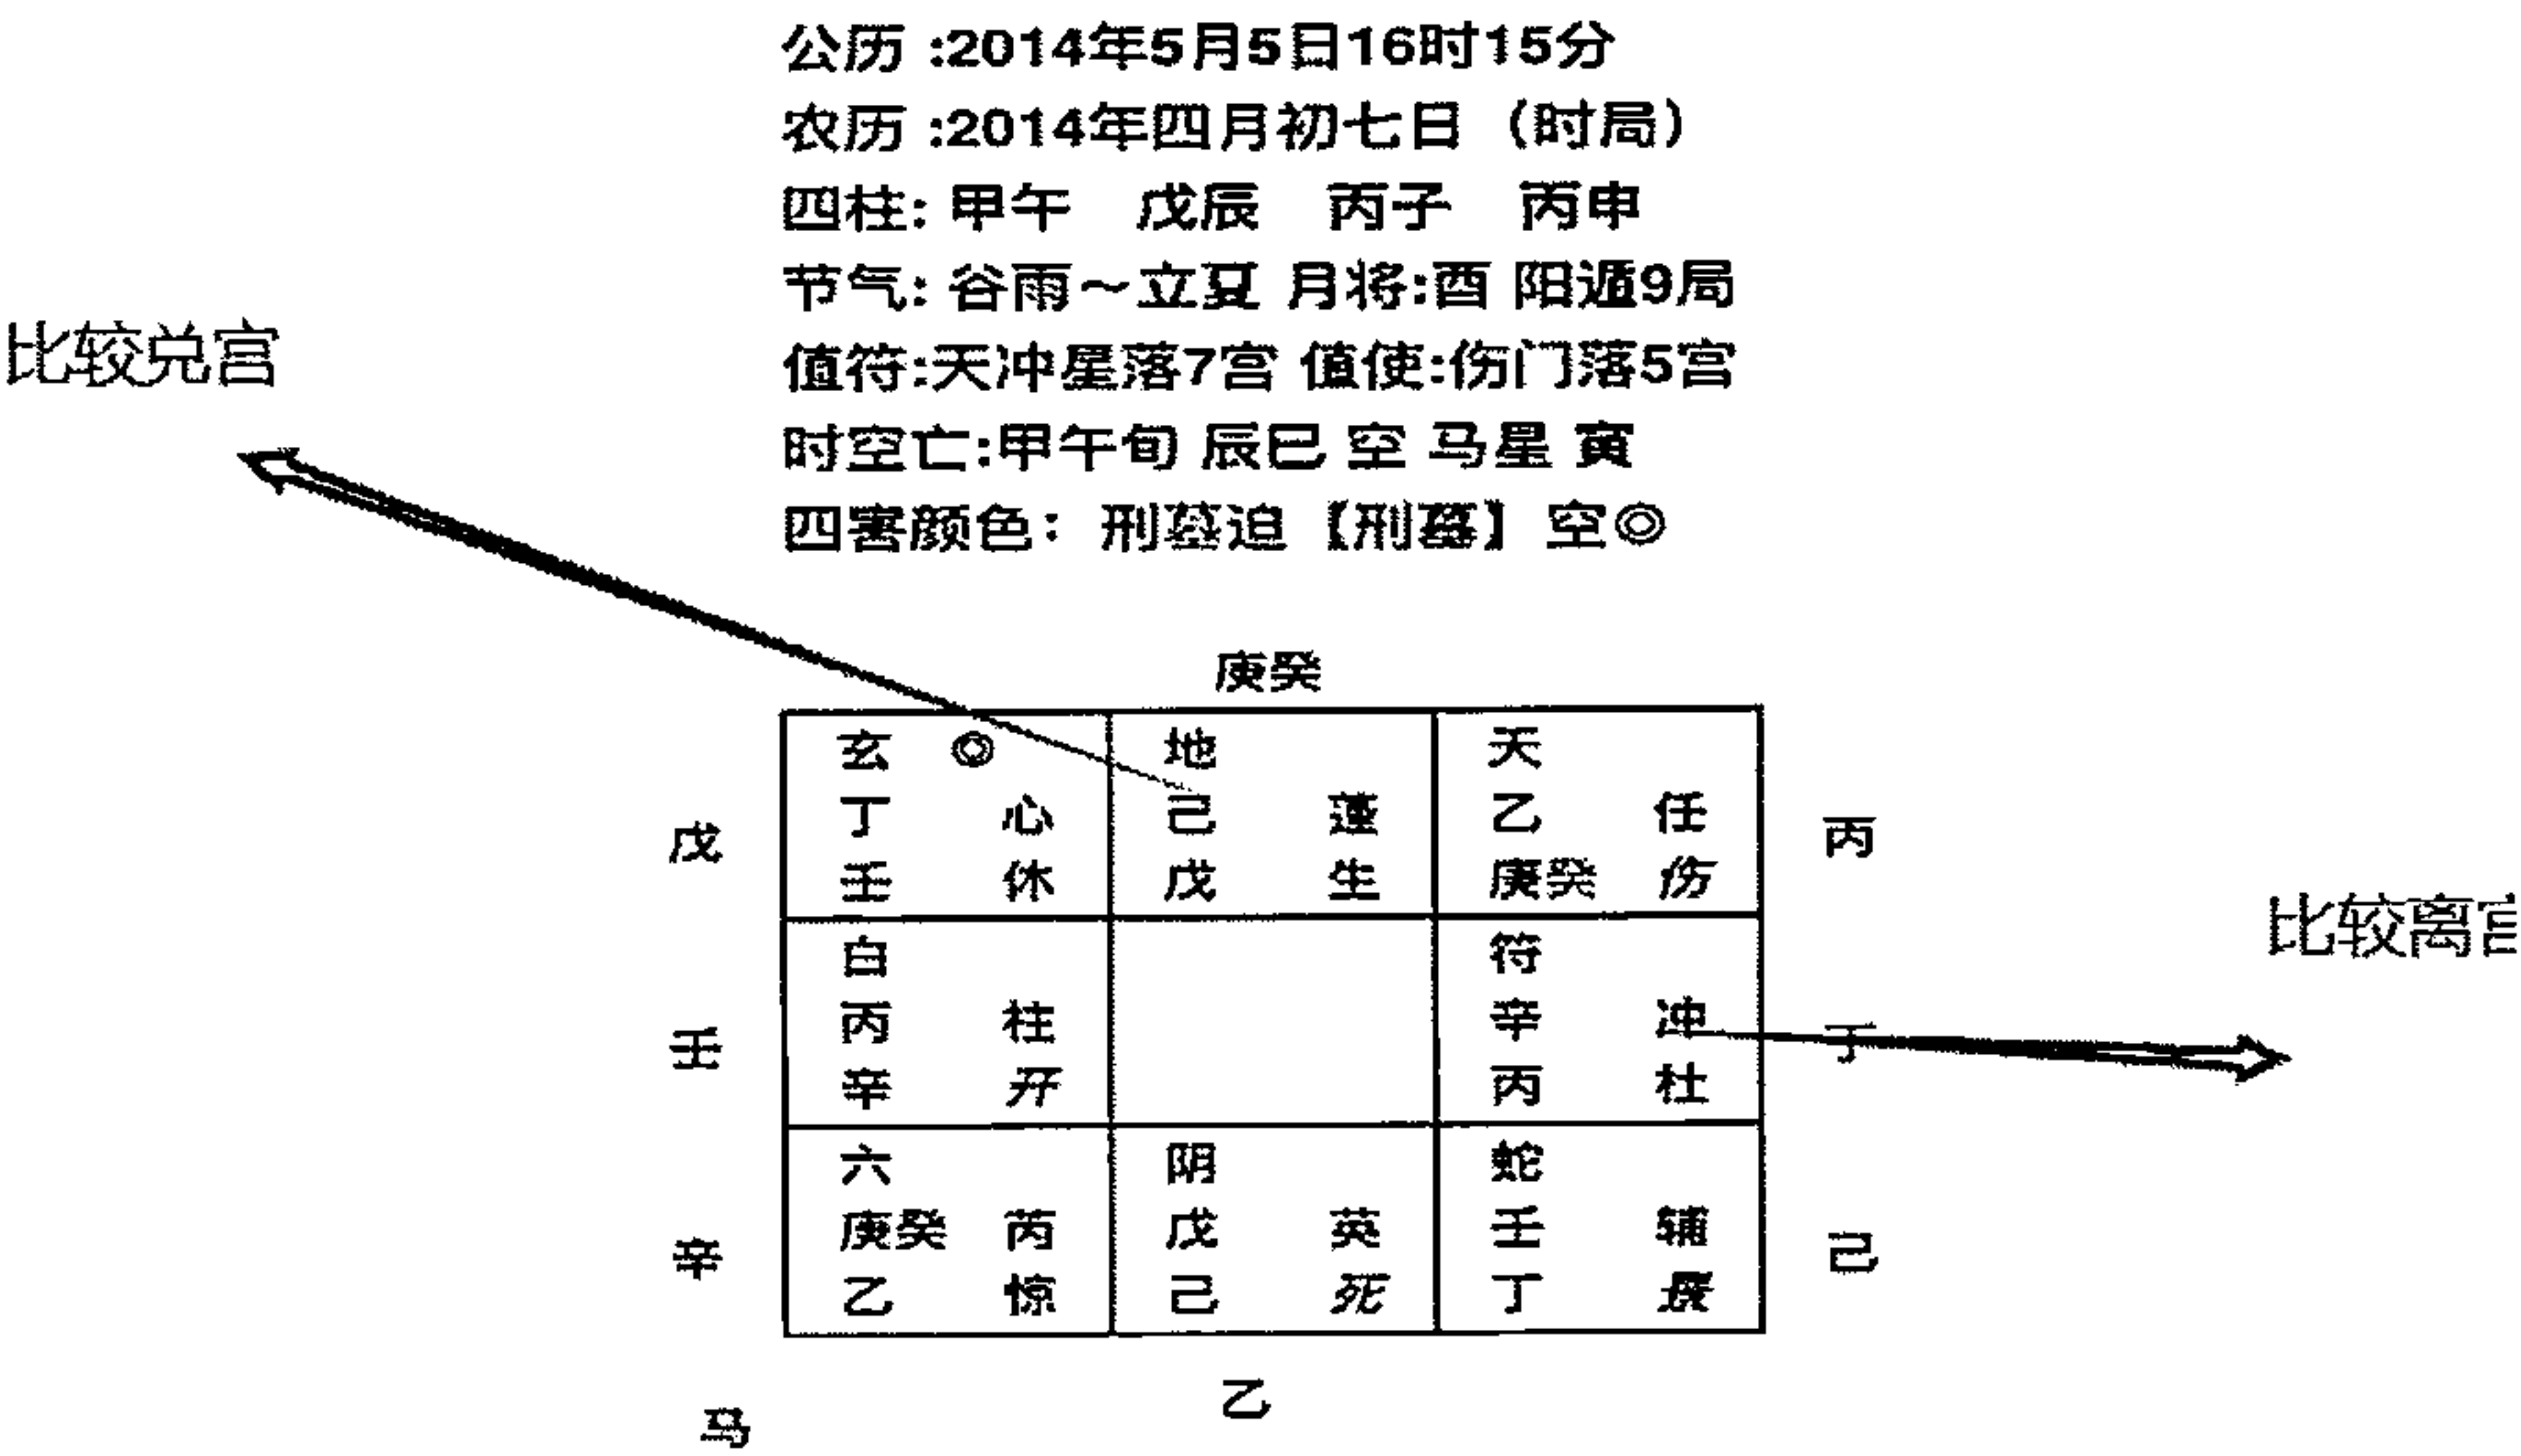 公历 :2014年5月5日16时15分
农历 :2014年四月初七日（时局）
四柱: 甲午 戊辰 丙子 丙申
节气: 谷雨～立夏 月将:酉 阳遁9局
比较兑宫
值符:天冲星落7宫 值使:伤门落5宫
时空亡:甲午旬 辰巳 空 马星 寅
四害颜色： 刑墓迫【刑墓】 空◎
庚癸
玄 ◎ 地 天
戊 丁 心 己 蓬 乙 任 丙
壬 休 戊 生 庚癸 伤
比较离宫
白 符
壬 丙 柱 辛 冲 丁
辛 开 丙 杜
六 阴 蛇
辛 庚癸 芮 戊 英 壬 辅 己
乙 惊 己 死 丁 景
乙
马